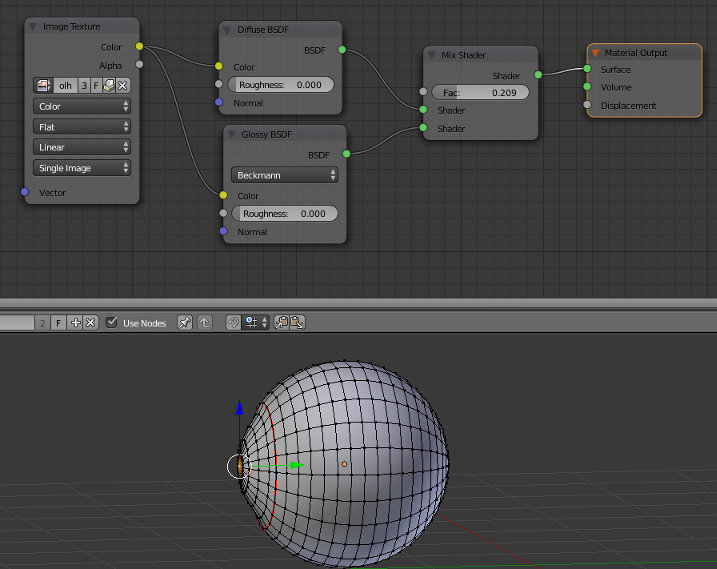 Image Texture
Color
Alpha
olh 3 F
Color
Flat
Linear
Single Image
Vector
Diffuse BSDF
BSDF
Color
Roughness: 0.000
Normal
Glossy BSDF
BSDF
Beckmann
Color
Roughness: 0.000
Normal
Mix Shader
Shader
Fac: 0.209
Shader
Shader
Material Output
Surface
Volume
Displacement
2 F Use Nodes